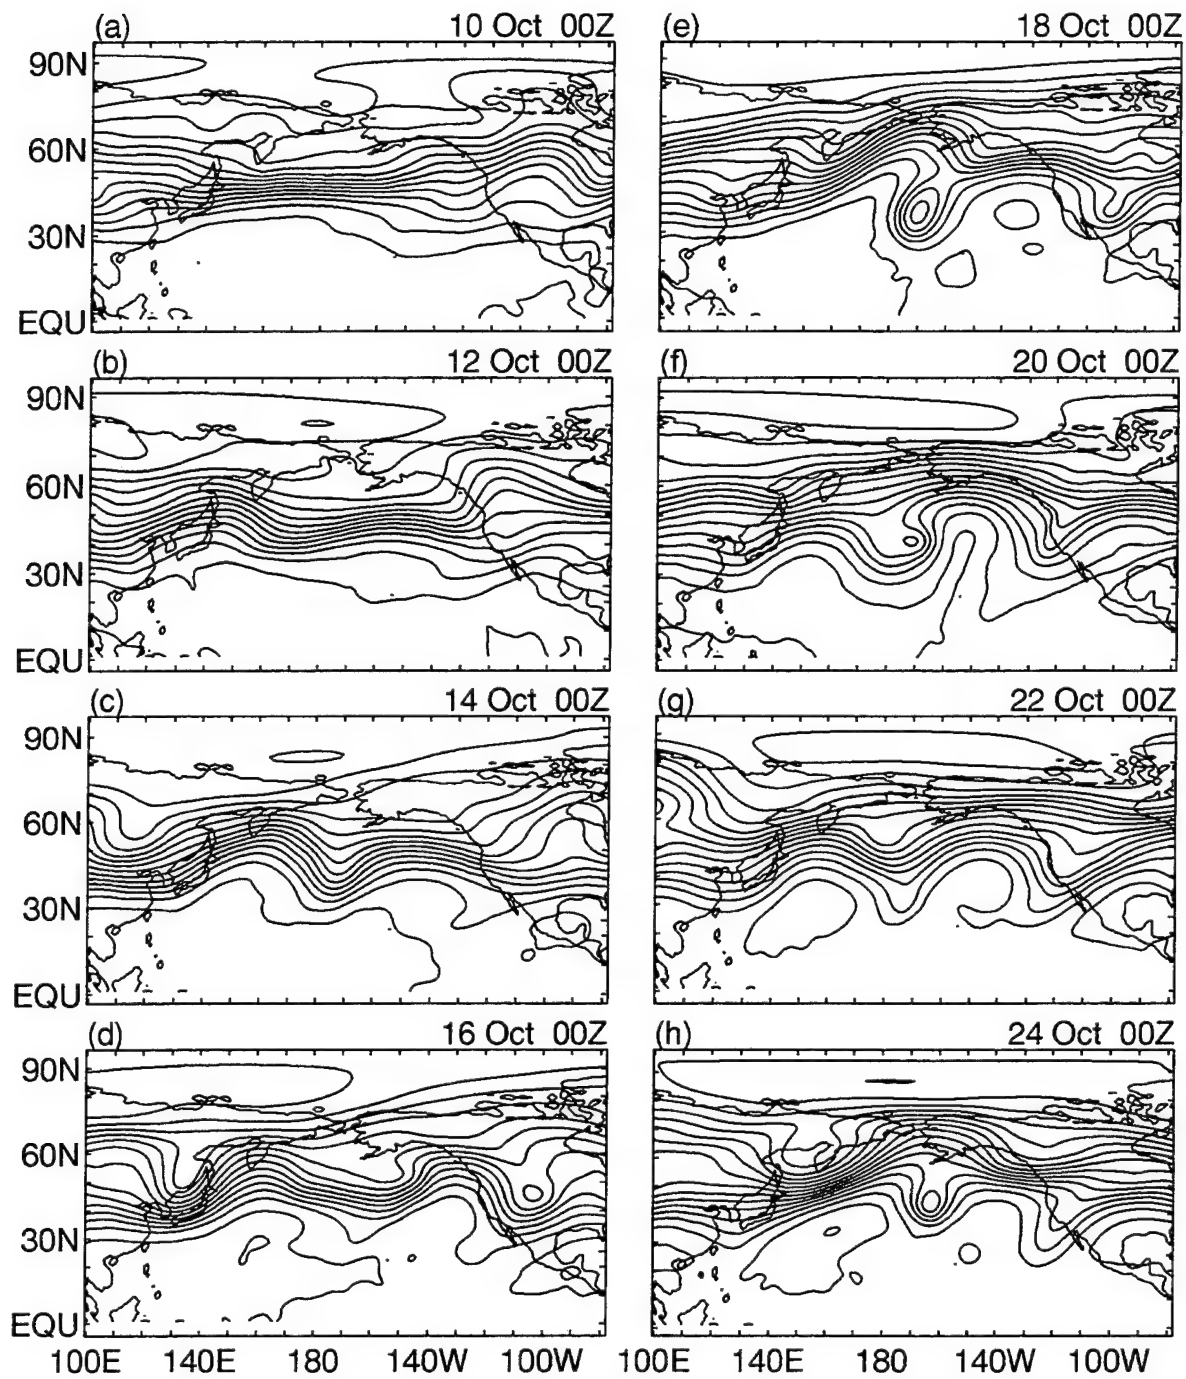 (a) 10 Oct 00Z
90N
60N
30N
EQU
(b) 12 Oct 00Z
90N
60N
30N
EQU
(c) 14 Oct 00Z
90N
60N
30N
EQU
(d) 16 Oct 00Z
90N
60N
30N
EQU
100E 140E 180 140W 100W
(e) 18 Oct 00Z
(f) 20 Oct 00Z
(g) 22 Oct 00Z
(h) 24 Oct 00Z
100E 140E 180 140W 100W